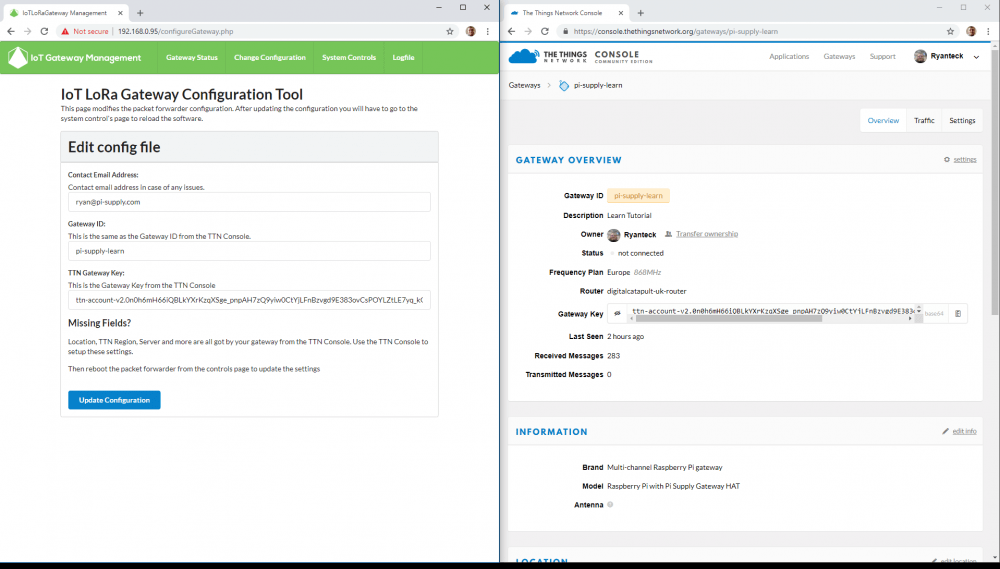 IoTLoRaGateway Management
Not secure
192.168.0.95/configureGateway.php
IoT Gateway Management
Gateway Status
Change Configuration
System Controls
Logfile
IoT LoRa Gateway Configuration Tool
This page modifies the packet forwarder configuration. After updating the configuration you will have to go to the
system control's page to reload the software.
Edit config file
Contact Email Address:
Contact email address in case of any issues.
ryan@pi-supply.com
Gateway ID:
This is the same as the Gateway ID from the TTN Console.
pi-supply-learn
TTN Gateway Key:
This is the Gateway Key from the TTN Console
Missing Fields?
Location, TTN Region, Server and more are all got by your gateway from the TTN Console. Use the TTN Console to
setup these settings.
Then reboot the packet forwarder from the controls page to update the settings
Update Configuration
The Things Network Console
https://console.thethingsnetwork.org/gateways/pi-supply-learn
THE THINGS NETWORK
CONSOLE COMMUNITY EDITION
Applications
Gateways
Support
Ryanteck
Gateways
pi-supply-learn
Overview
Traffic
Settings
GATEWAY OVERVIEW
settings
Gateway ID pi-supply-learn
Description Learn Tutorial
Owner Ryanteck Transfer ownership
Status not connected
Frequency Plan Europe 868MHz
Router digitalcatapult-uk-router
Gateway Key
base64
Last Seen 2 hours ago
Received Messages 283
Transmitted Messages 0
INFORMATION
edit info
Brand Multi-channel Raspberry Pi gateway
Model Raspberry Pi with Pi Supply Gateway HAT
Antenna
LOCATION
edit location